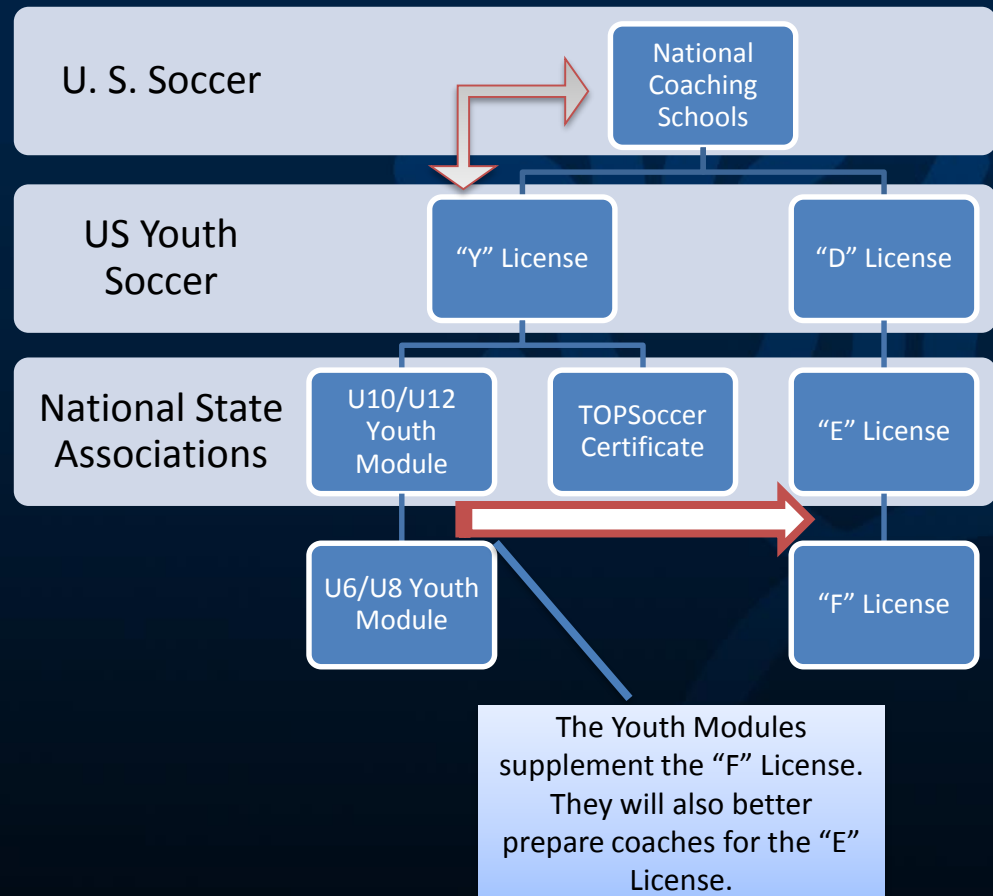 U. S. Soccer
National
Coaching
Schools
US Youth
Soccer
“Y” License
“D” License
National State
Associations
U10/U12
Youth
Module
TOPSoccer
Certificate
“E” License
U6/U8 Youth
Module
“F” License
The Youth Modules
supplement the “F” License.
They will also better
prepare coaches for the “E”
License.